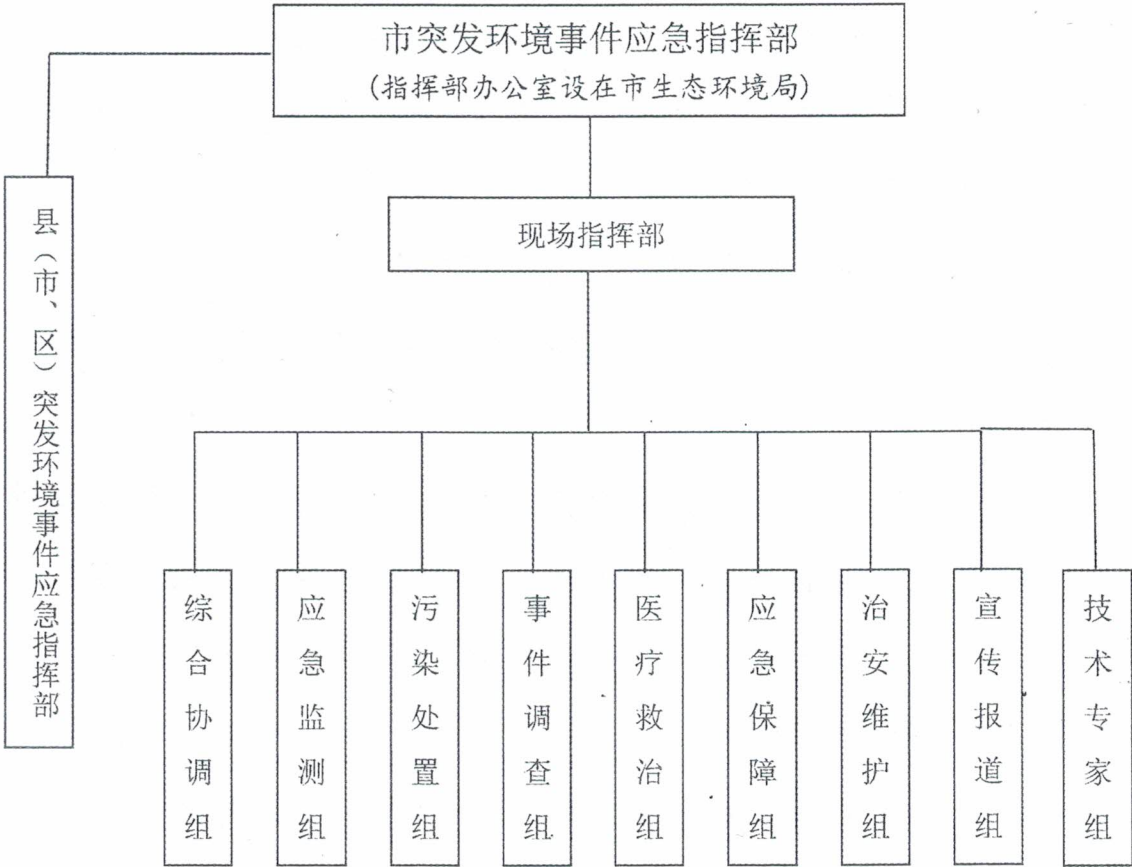 市突发环境事件应急指挥部
(指挥部办公室设在市生态环境局)
现场指挥部
县（市、区）突发环境事件应急指挥部
综合协调组
应急监测组
污染处置组
事件调查组
医疗救治组
应急保障组
治安维护组
宣传报道组
技术专家组